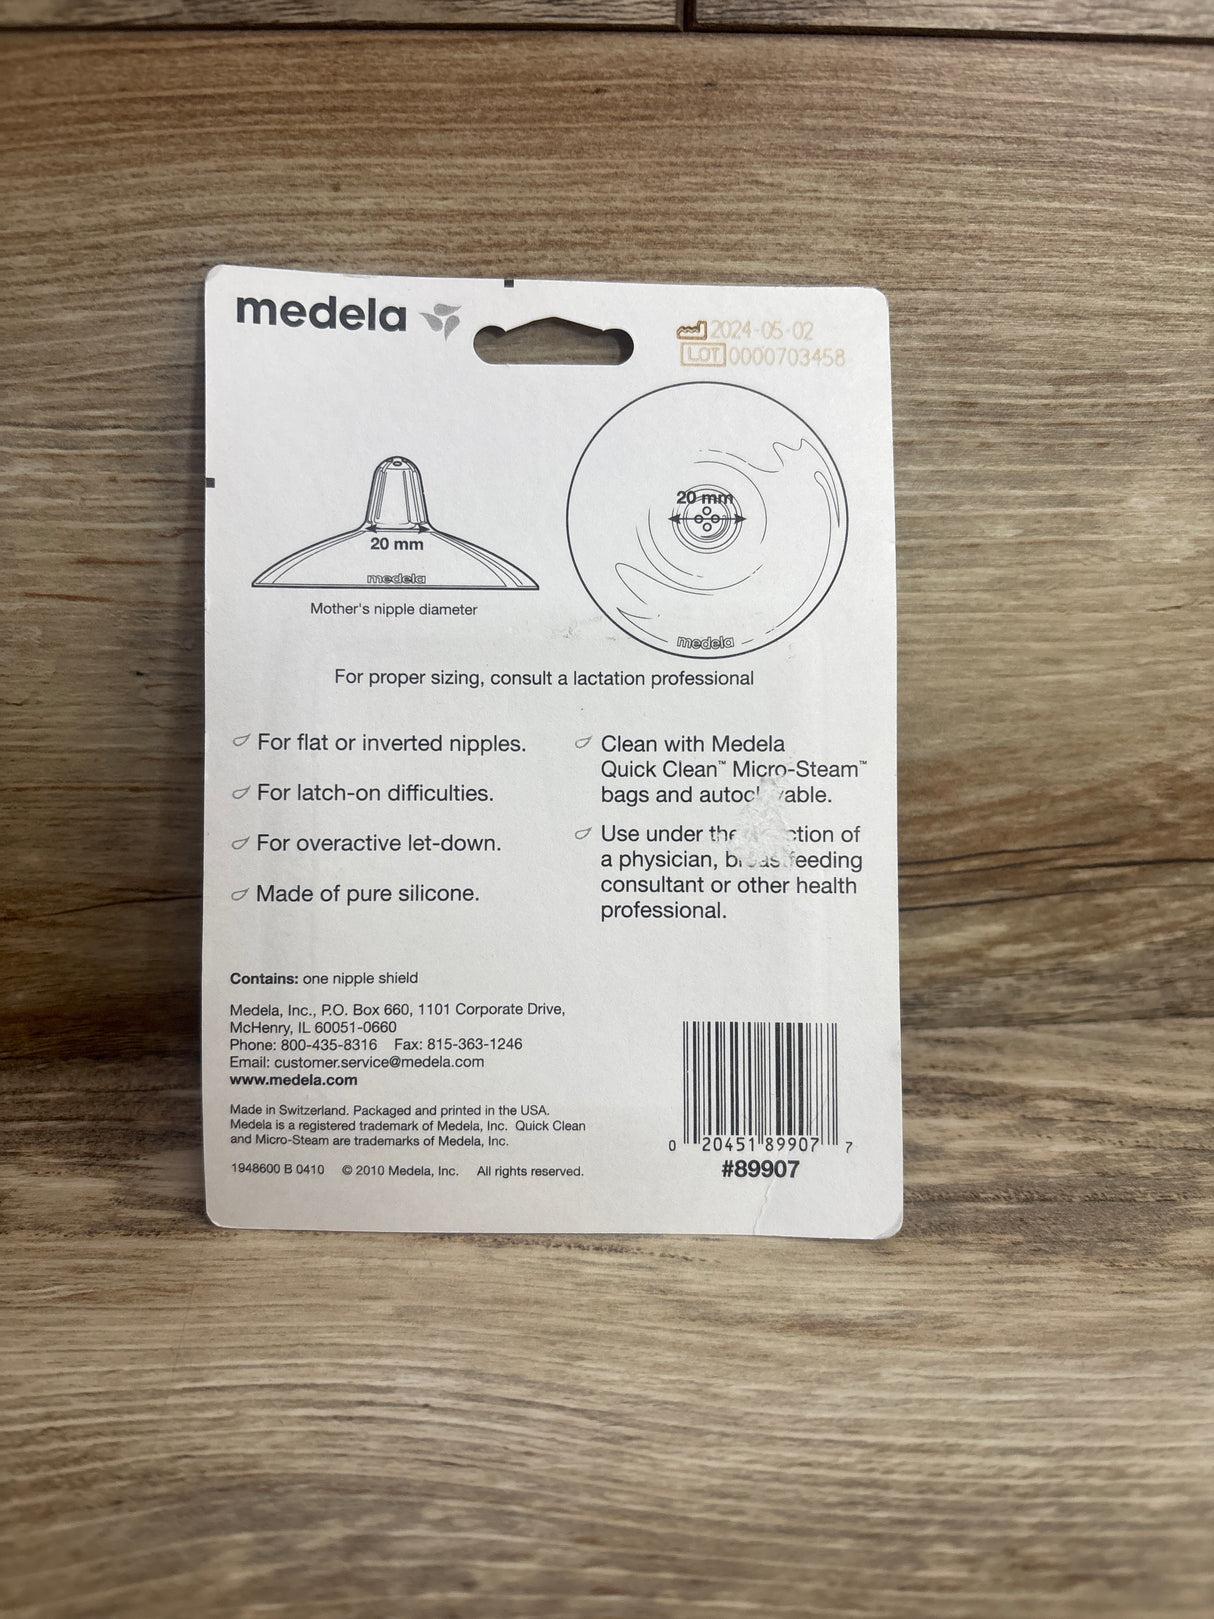 medela
2024-05-02
LOT 0000703458
20 mm
medela
Mother's nipple diameter
20 mm
medela
For proper sizing, consult a lactation professional
For flat or inverted nipples.
For latch-on difficulties.
For overactive let-down.
Made of pure silicone.
Clean with Medela
Quick Clean™ Micro-Steam™
bags and
Use under the of
a physician,
consultant or other health
professional.
Contains: one nipple shield
Medela, Inc., P.O. Box 660, 1101 Corporate Drive,
McHenry, IL 60051-0660
Phone: 800-435-8316 Fax: 815-363-1246
Email: customer.service@medela.com
www.medela.com
Made in Switzerland. Packaged and printed in the USA.
Medela is a registered trademark of Medela, Inc. Quick Clean
and Micro-Steam are trademarks of Medela, Inc.
1948600 B 0410 © 2010 Medela, Inc. All rights reserved.
0 20451 89907 7
#89907